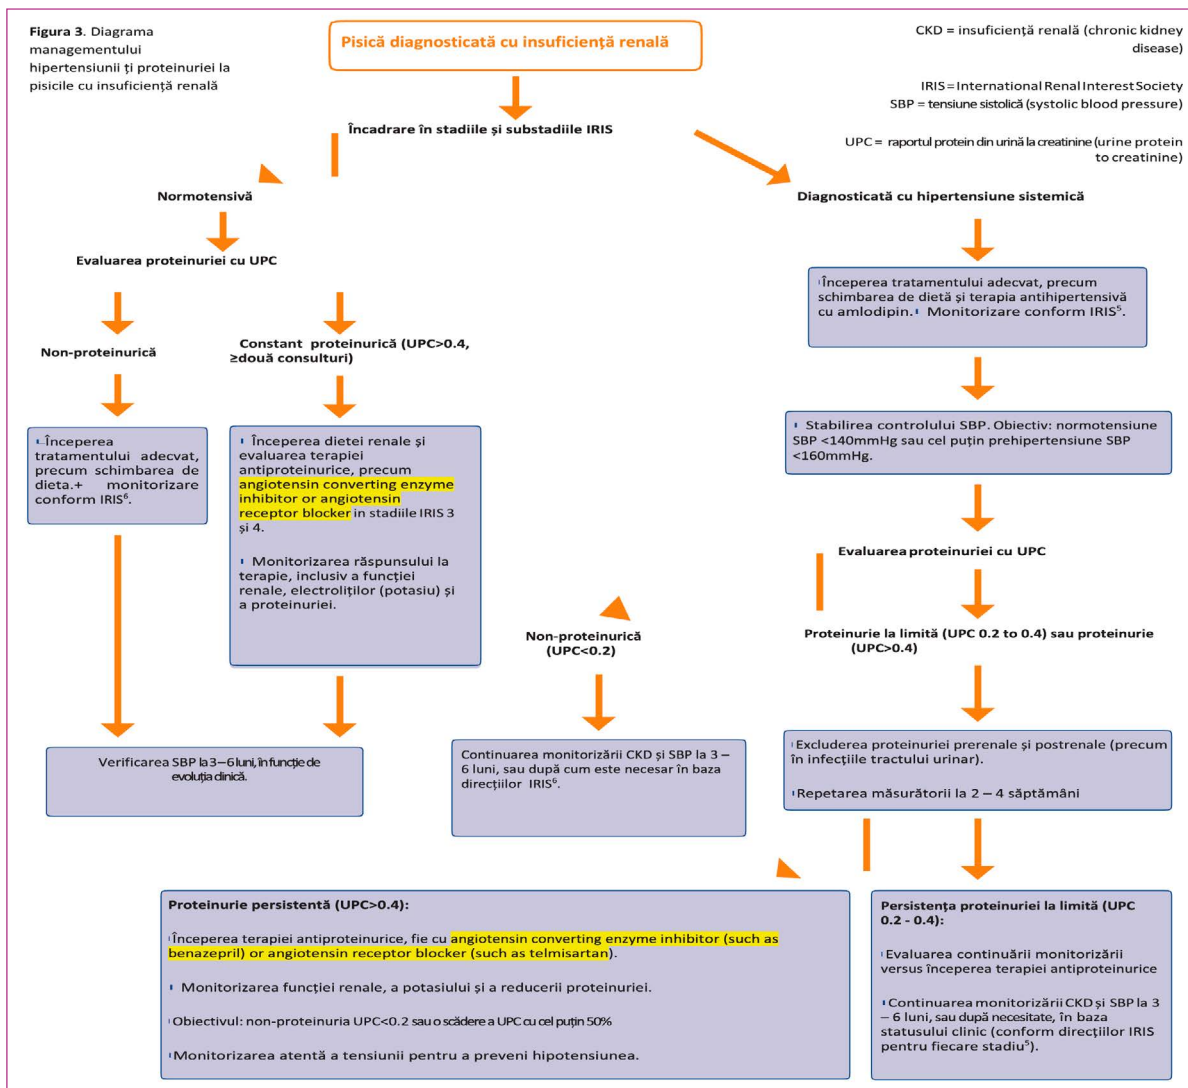 Figura 3. Diagrama
managementului
hipertensiunii ți proteinuriei la
pisicile cu insuficiență renală
Pisică diagnosticată cu insuficiență renală
CKD = insuficiență renală (chronic kidney
disease)
IRIS = International Renal Interest Society
SBP = tensiune sistolică (systolic blood pressure)
UPC = raportul protein din urină la creatinine (urine protein
to creatinine)
Încadrare în stadiile și substadiile IRIS
Normotensivă
Evaluarea proteinuriei cu UPC
Non-proteinurică
Constant proteinurică (UPC>0.4,
≥două consulturi)
Începerea
tratamentului adecvat,
precum schimbarea de
dieta.+ monitorizare
conform IRIS⁶.
Începerea dietei renale și
evaluarea terapiei
antiproteinurice, precum
angiotensin converting enzyme
inhibitor or angiotensin
receptor blocker in stadiile IRIS 3
și 4.
Monitorizarea răspunsului la
terapie, inclusiv a funcției
renale, electroliților (potasiu) și
a proteinuriei.
Verificarea SBP la 3–6 luni, în funcție de
evoluția clinică.
Diagnosticată cu hipertensiune sistemică
Începerea tratamentului adecvat, precum
schimbarea de dietă și terapia antihipertensivă
cu amlodipin. Monitorizare conform IRIS⁵.
Stabilirea controlului SBP. Obiectiv: normotensiune
SBP <140mmHg sau cel puțin prehipertensiune SBP
<160mmHg.
Evaluarea proteinuriei cu UPC
Non-proteinurică
(UPC<0.2)
Proteinurie la limită (UPC 0.2 to 0.4) sau proteinurie
(UPC>0.4)
Continuarea monitorizării CKD și SBP la 3 –
6 luni, sau după cum este necesar în baza
direcțiilor IRIS⁶.
Excluderea proteinuriei prerenale și postrenale (precum
în infecțiile tractului urinar).
Repetarea măsurătorii la 2 – 4 săptămâni
Proteinurie persistentă (UPC>0.4):
Începerea terapiei antiproteinurice, fie cu angiotensin converting enzyme inhibitor (such as
benazepril) or angiotensin receptor blocker (such as telmisartan).
Monitorizarea funcției renale, a potasiului și a reducerii proteinuriei.
Obiectivul: non-proteinuria UPC<0.2 sau o scădere a UPC cu cel puțin 50%
Monitorizarea atentă a tensiunii pentru a preveni hipotensiunea.
Persistența proteinuriei la limită (UPC
0.2 - 0.4):
Evaluarea continuării monitorizării
versus începerea terapiei antiproteinurice
Continuarea monitorizării CKD și SBP la 3
– 6 luni, sau după necesitate, în baza
statusului clinic (conform direcțiilor IRIS
pentru fiecare stadiu⁵).